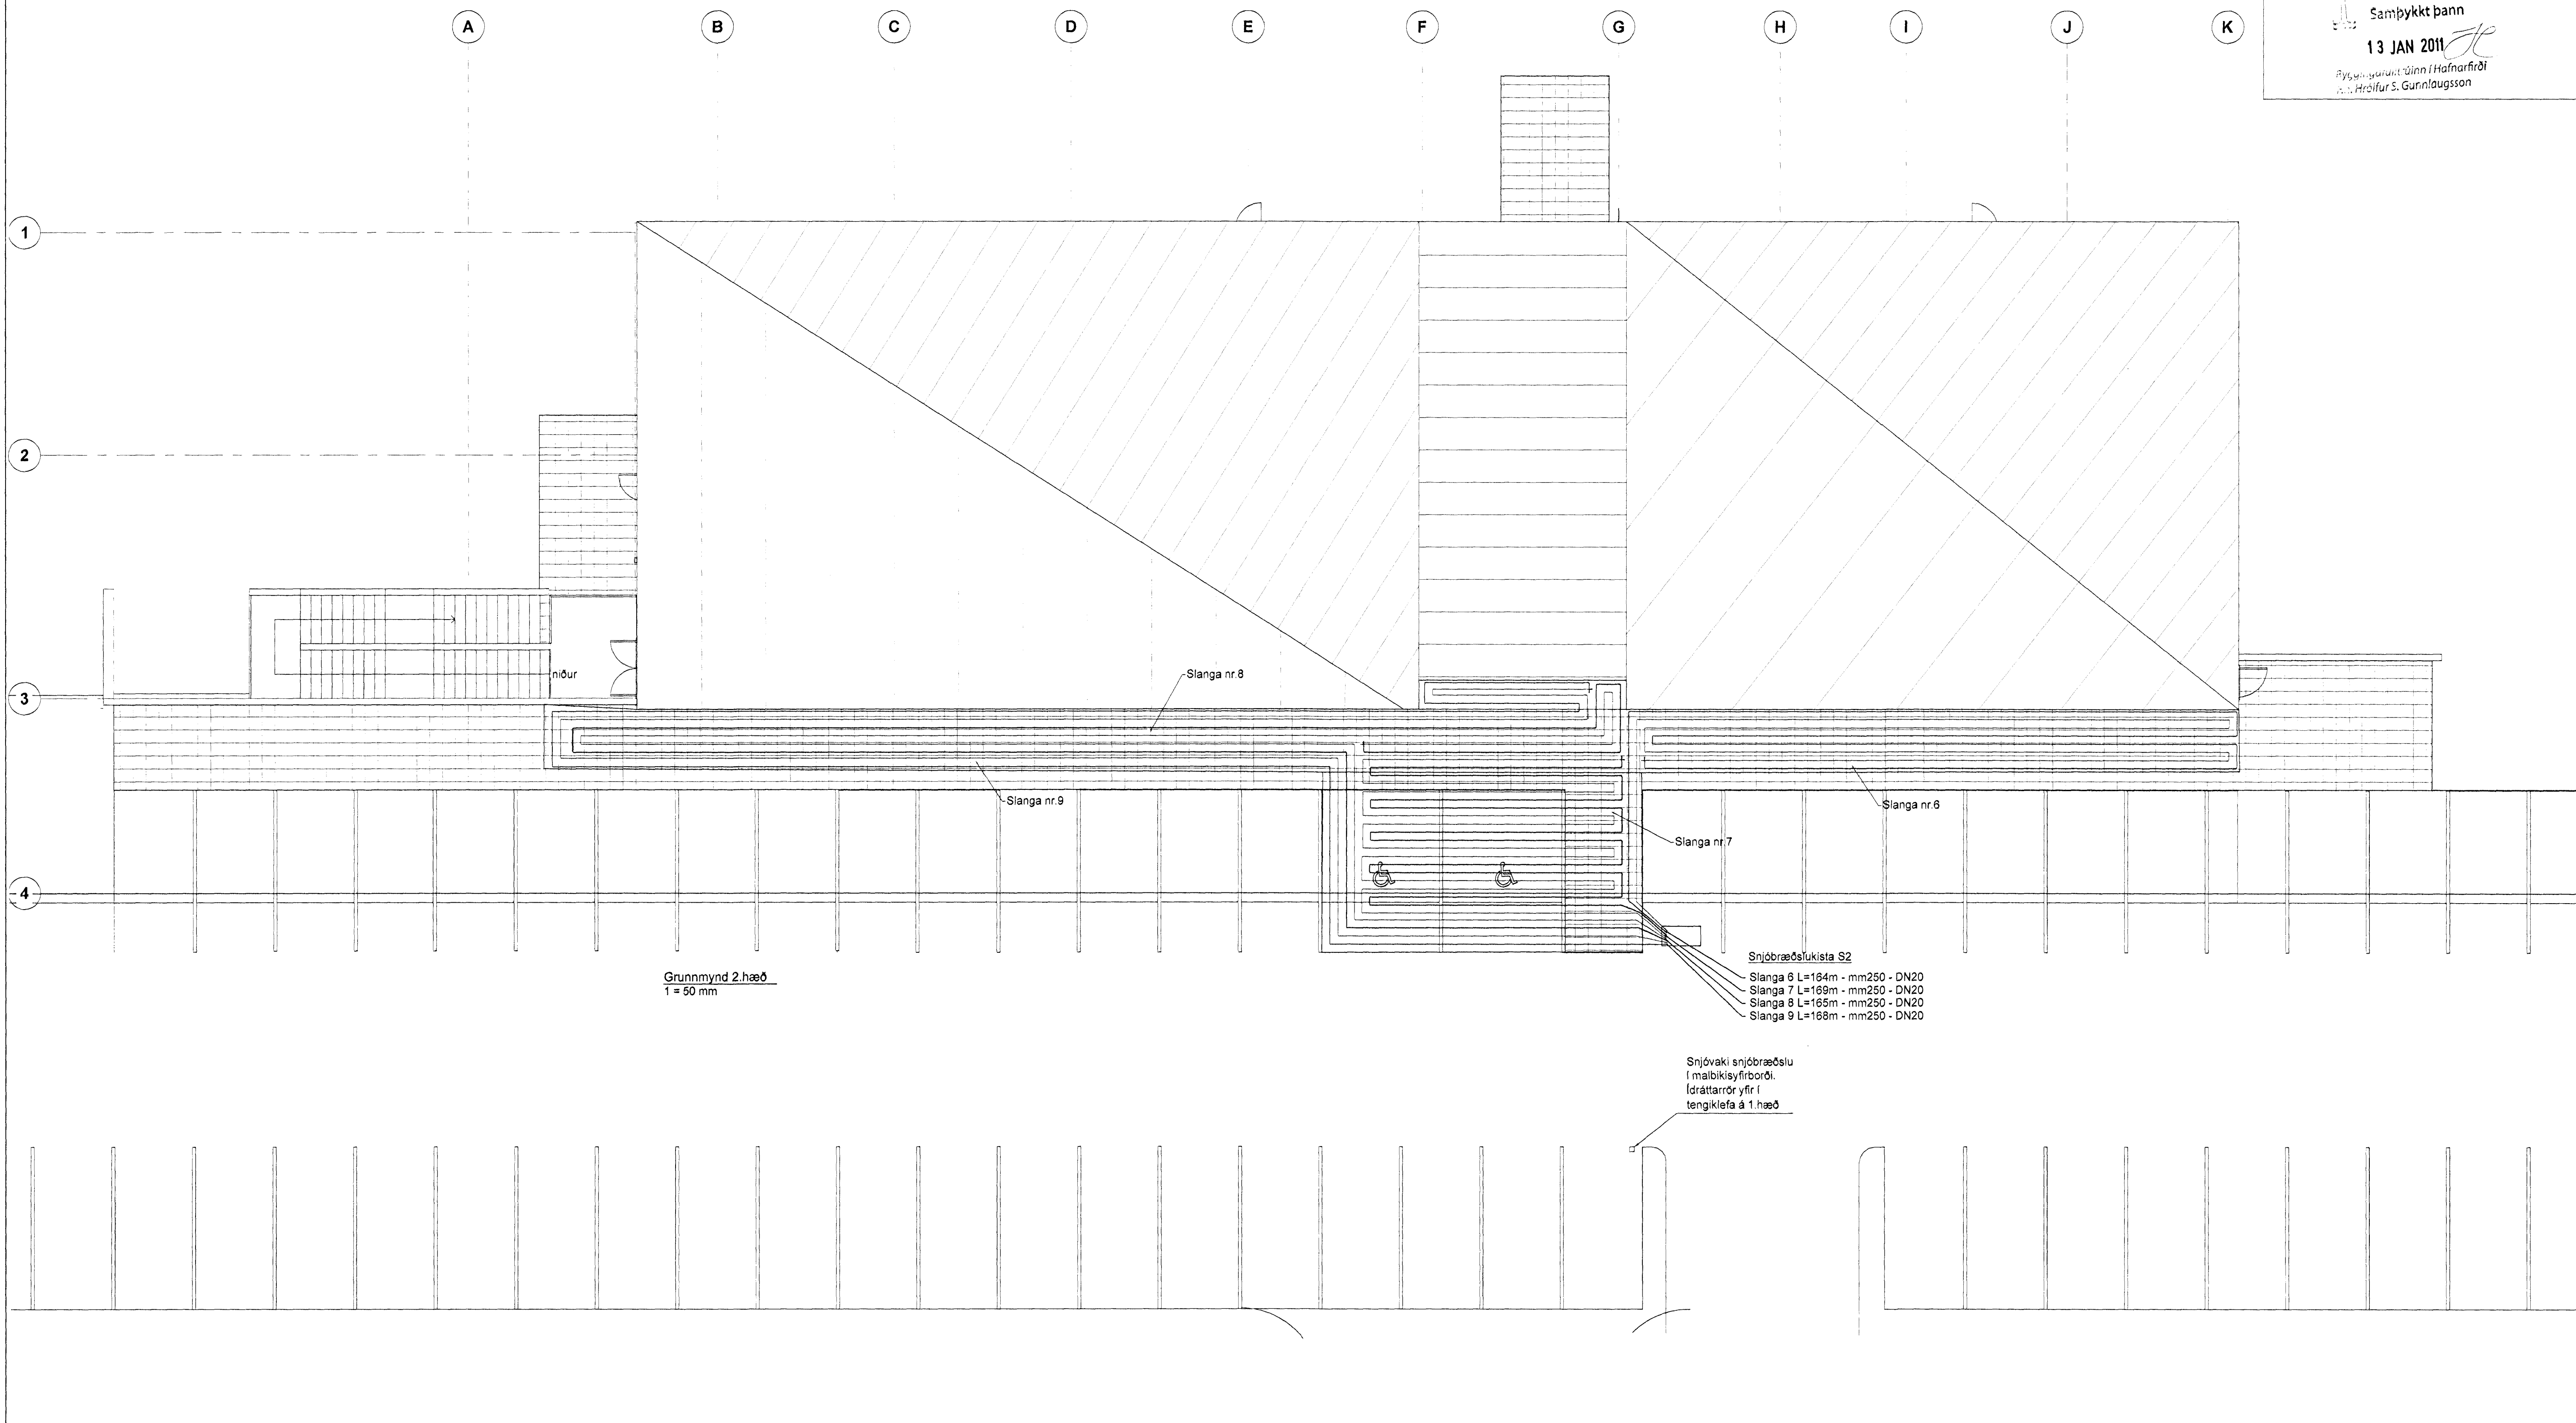 A B C D E F G H I J K
Samþykkt þann
13 JAN 2011
í Hafnarfirði
Hrólfur S. Gunnlaugsson
1
2
3
4
niður
Slanga nr.8
Slanga nr.9
Slanga nr.6
Slanga nr.7
Grunnmynd 2.hæð
1 = 50 mm
Snjóbræðslukista S2
Slanga 6 L=164m - mm250 - DN20
Slanga 7 L=169m - mm250 - DN20
Slanga 8 L=165m - mm250 - DN20
Slanga 9 L=168m - mm250 - DN20
Snjóvaki snjóbræðslu
í malbikisyfirborði.
Ídráttarrör yfir í
tengiklefa á 1.hæð